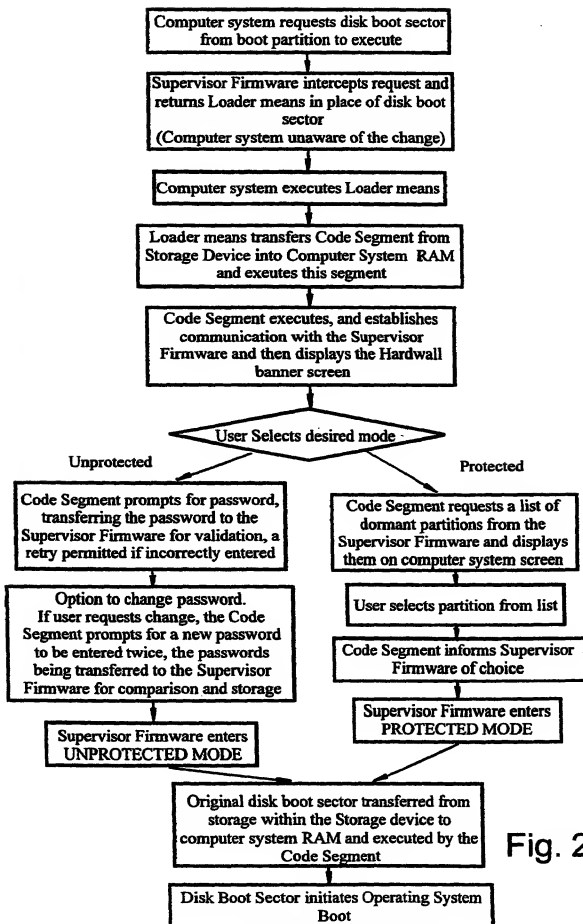 Computer system requests disk boot sector
from boot partition to execute
Supervisor Firmware intercepts request and
returns Loader means in place of disk boot
sector
(Computer system unaware of the change)
Computer system executes Loader means
Loader means transfers Code Segment from
Storage Device into Computer System RAM
and exeutes this segment
Code Segment executes, and establishes
communication with the Supervisor
Firmware and then displays the Hardwall
banner screen
User Selects desired mode
Unprotected
Protected
Code Segment prompts for password,
transferring the password to the
Supervisor Firmware for validation, a
retry permitted if incorrectly entered
Option to change password.
If user requests change, the Code
Segment prompts for a new password
to be entered twice, the passwords
being transferred to the Supervisor
Firmware for comparison and storage
Supervisor Firmware enters
UNPROTECTED MODE
Code Segment requests a list of
dormant partitions from the
Supervisor Firmware and displays
them on computer system screen
User selects partition from list
Code Segment informs Supervisor
Firmware of choice
Supervisor Firmware enters
PROTECTED MODE
Original disk boot sector transferred from
storage within the Storage device to
computer system RAM and executed by the
Code Segment
Fig. 2
Disk Boot Sector initiates Operating System
Boot